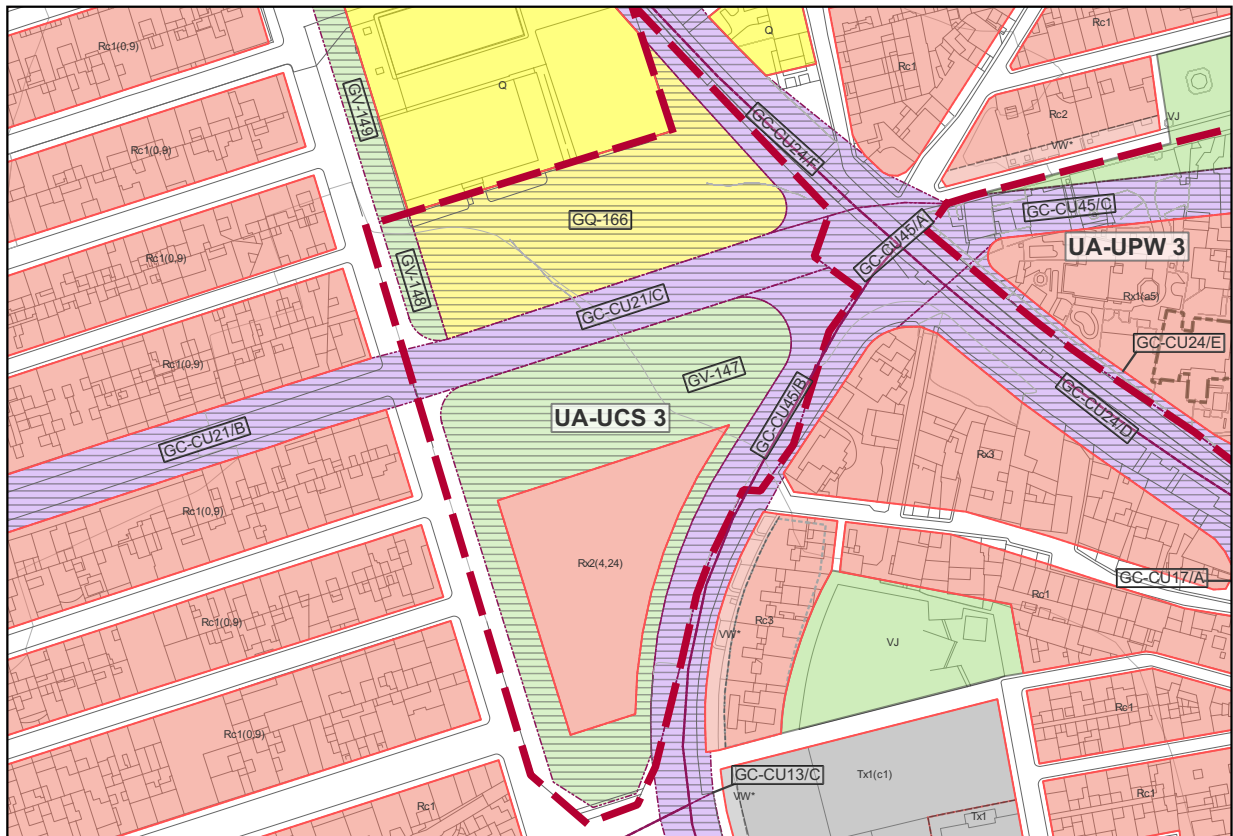 Rc1(0,9)
Q
Q
Rc1
Rc1
GV-149
Rc1(0,9)
GC-CU24/F
Rc2
VJ
VW*
GQ-166
GC-CU45/C
GC-CU45/A
UA-UPW 3
Rc1(0,9)
GV-148
GC-CU21/C
Rx1(a5)
GC-CU24/E
Rc1(0,9)
GV-147
GC-CU24/D
GC-CU45/B
UA-UCS 3
GC-CU21/B
Rx3
Rc1(0,9)
Rx2(4,24)
GC-CU17/A
Rc1
Rc1(0,9)
Rc3
VW*
VJ
Rc1
Rc1(0,9)
GC-CU13/C
Tx1(c1)
VW*
Rc1
Rc1
Tx1